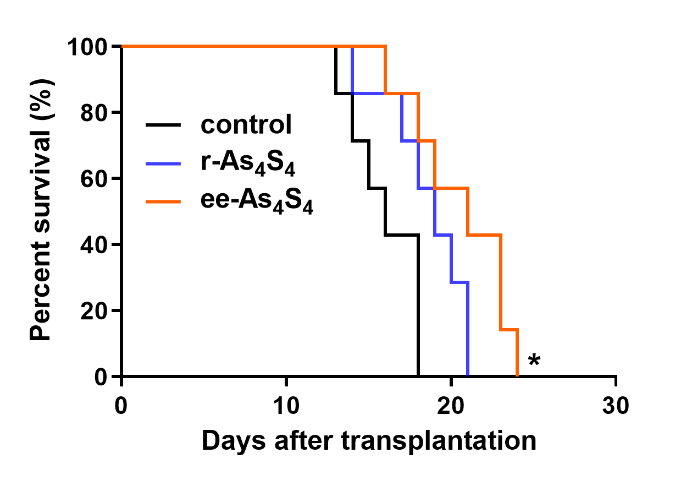 Percent survival (%)
100
80
60
40
20
0
control
r-As₄S₄
ee-As₄S₄
*
0 10 20 30
Days after transplantation